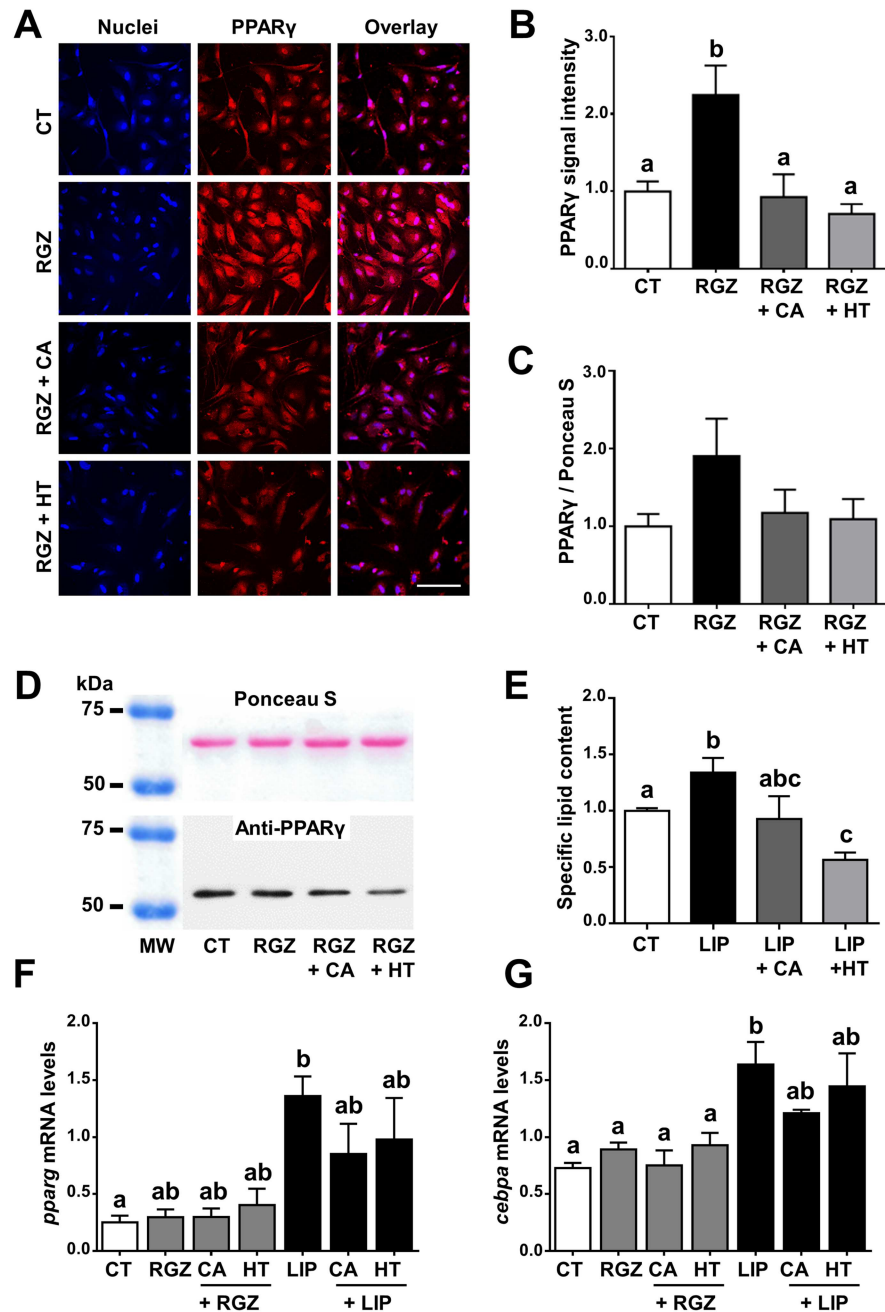 A
Nuclei PPARγ Overlay
CT
RGZ
RGZ + CA
RGZ + HT
B
PPARγ signal intensity
3.0
2.0
1.0
0.0
a b a a
CT RGZ RGZ RGZ
+ CA + HT
C
PPARγ / Ponceau S
3.0
2.0
1.0
0.0
CT RGZ RGZ RGZ
+ CA + HT
D
kDa
75
50
Ponceau S
75
50
Anti-PPARγ
MW CT RGZ RGZ RGZ
+ CA + HT
E
Specific lipid content
2.0
1.5
1.0
0.5
0.0
a b abc c
CT LIP LIP LIP
+ CA +HT
F
pparg mRNA levels
2.0
1.5
1.0
0.5
0.0
a ab ab ab b ab ab
CT RGZ CA HT LIP CA HT
+ RGZ + LIP
G
cebpa mRNA levels
2.0
1.5
1.0
0.5
0.0
a a a a b ab ab
CT RGZ CA HT LIP CA HT
+ RGZ + LIP